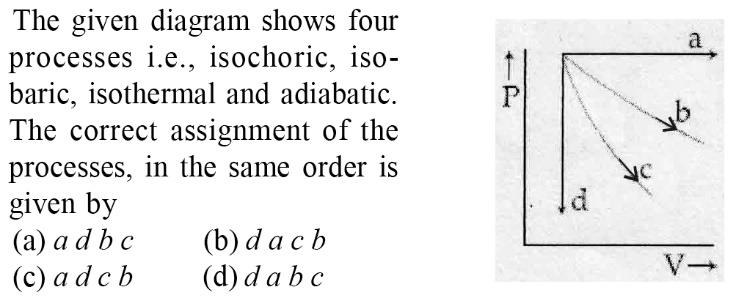 The given diagram shows four
processes i.e., isochoric, iso-
baric, isothermal and adiabatic.
The correct assignment of the
processes, in the same order is
given by
(a) a d b c (b) d a c b
(c) a d c b (d) d a b c
a
P
b
c
d
V